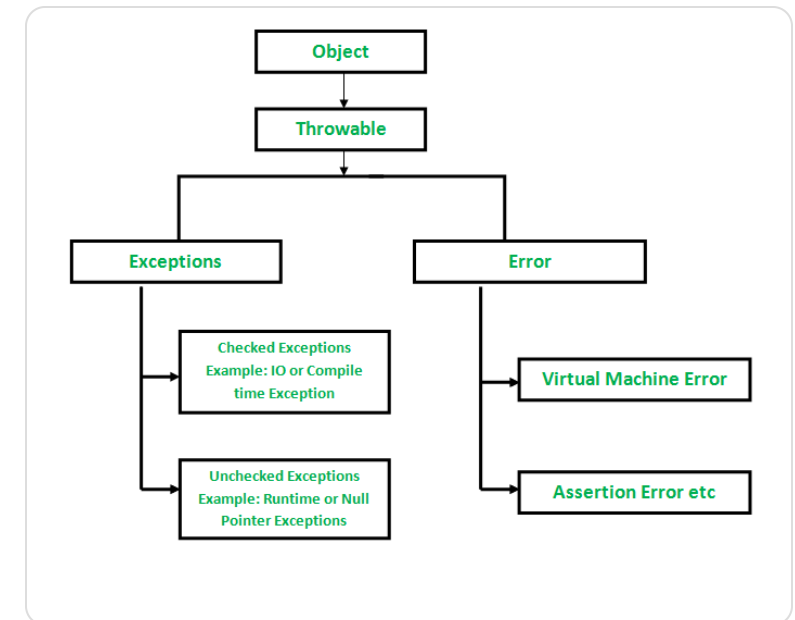 Object
Throwable
Exceptions
Error
Checked Exceptions
Example: IO or Compile
time Exception
Virtual Machine Error
Unchecked Exceptions
Example: Runtime or Null
Pointer Exceptions
Assertion Error etc